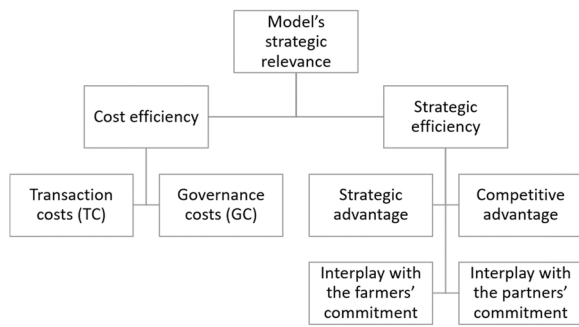 Model's
strategic
relevance
Cost efficiency
Strategic
efficiency
Transaction
costs (TC)
Governance
costs (GC)
Strategic
advantage
Competitive
advantage
Interplay with
the farmers'
commitment
Interplay with
the partners'
commitment